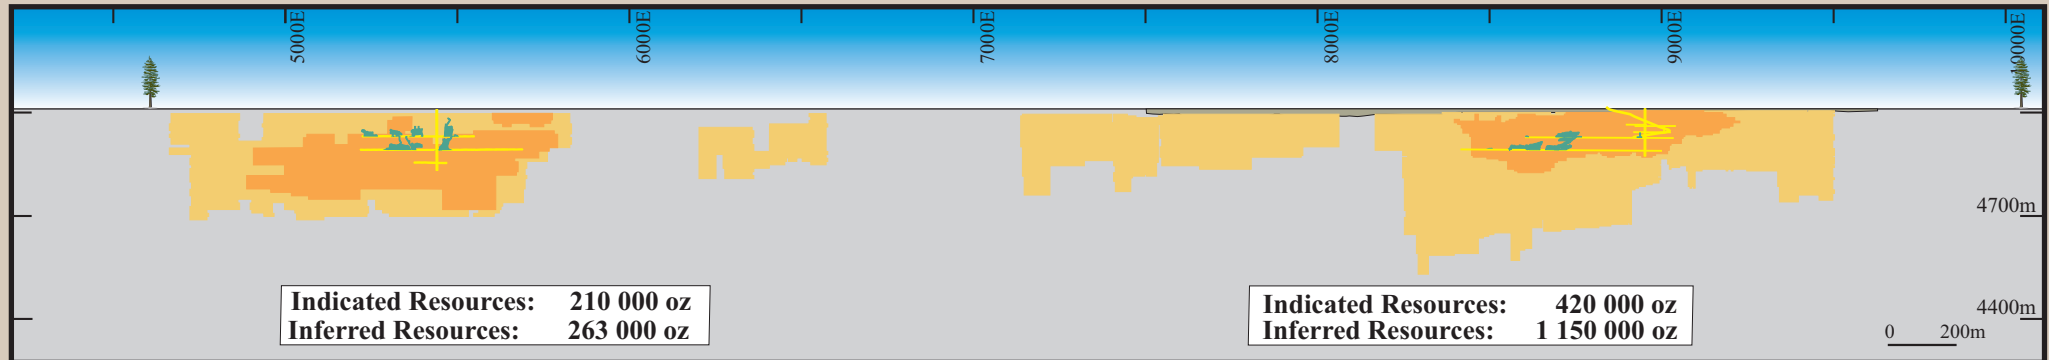 5000E
6000E
7000E
8000E
9000E
10000E
4700m
4400m
Indicated Resources: 210 000 oz
Inferred Resources: 263 000 oz
Indicated Resources: 420 000 oz
Inferred Resources: 1 150 000 oz
0 200m